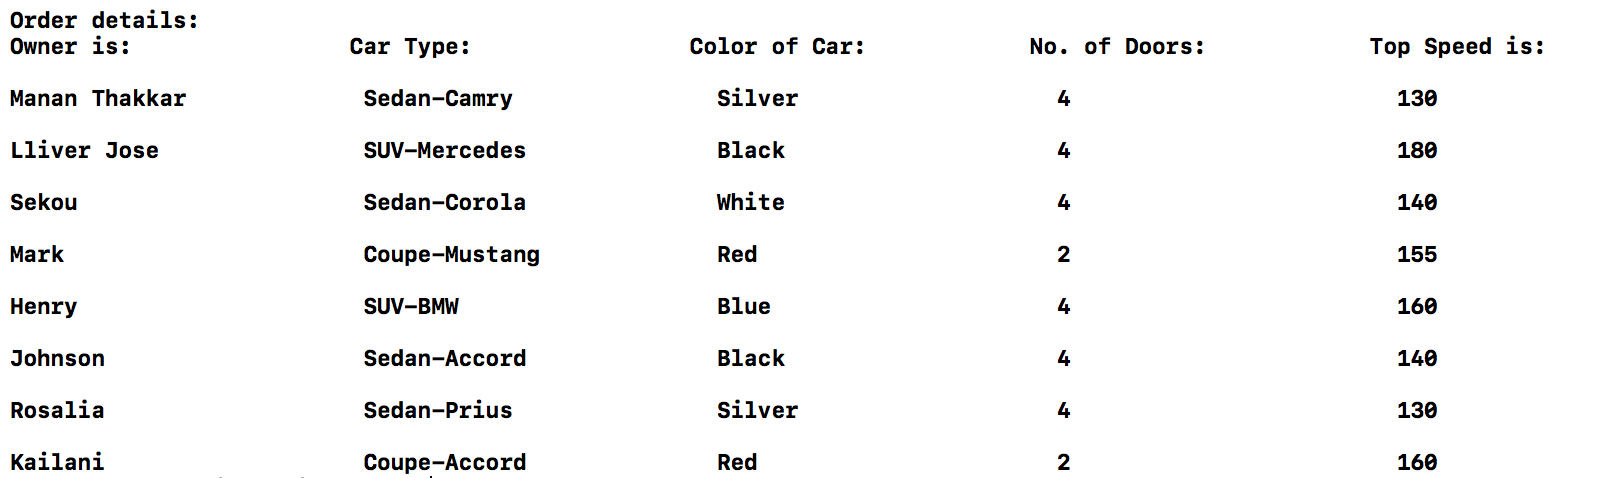 Order details:
Owner is: Car Type: Color of Car: No. of Doors: Top Speed is:
Manan Thakkar Sedan-Camry Silver 4 130
Lliver Jose SUV-Mercedes Black 4 180
Sekou Sedan-Corola White 4 140
Mark Coupe-Mustang Red 2 155
Henry SUV-BMW Blue 4 160
Johnson Sedan-Accord Black 4 140
Rosalia Sedan-Prius Silver 4 130
Kailani Coupe-Accord Red 2 160